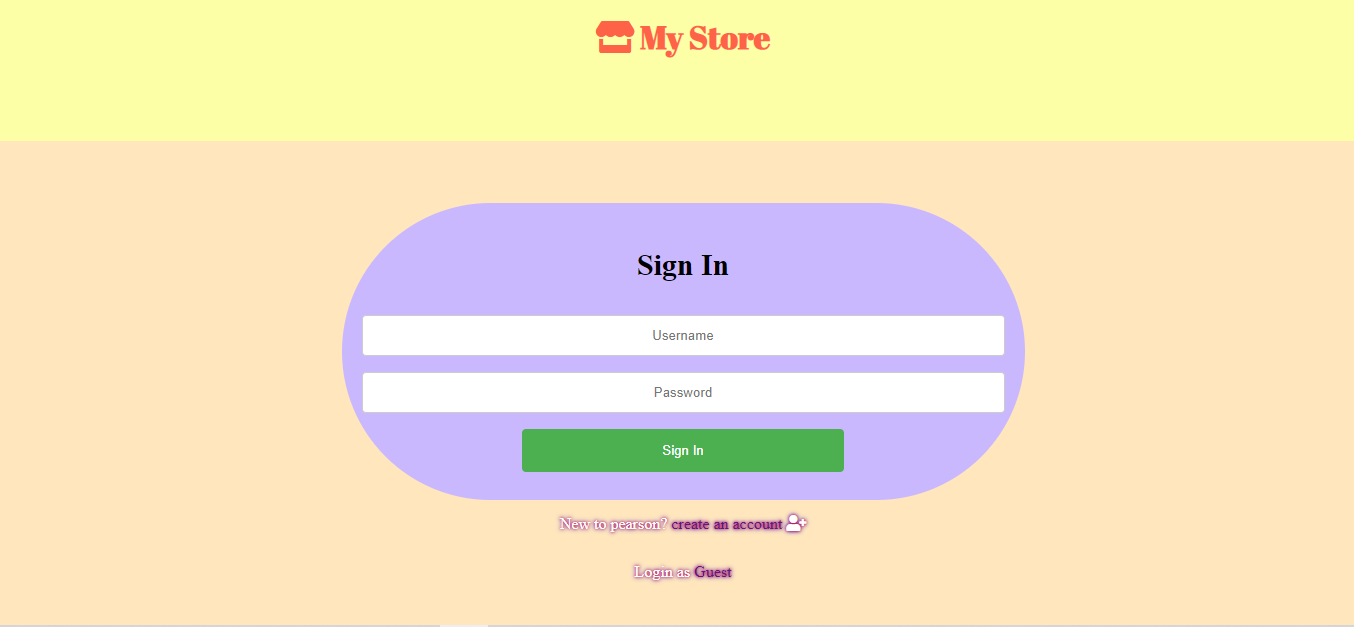 My Store
Sign In
Username
Password
Sign In
New to pearson? create an account
Login as Guest